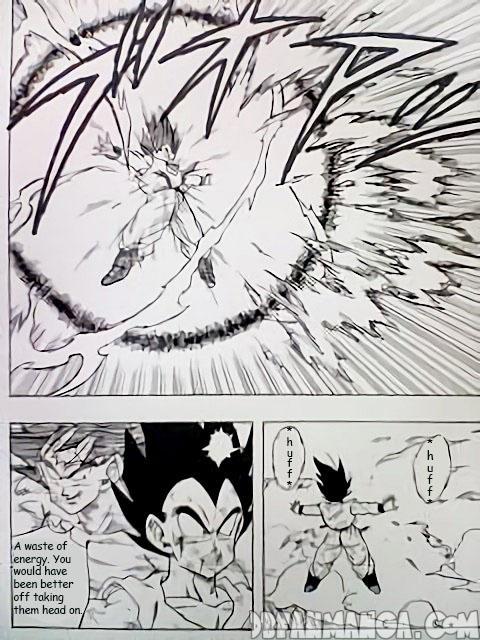 A waste of
energy. You
would have
been better
off taking
them head on.
*huff*
*huff*
DBFANMANGA.COM